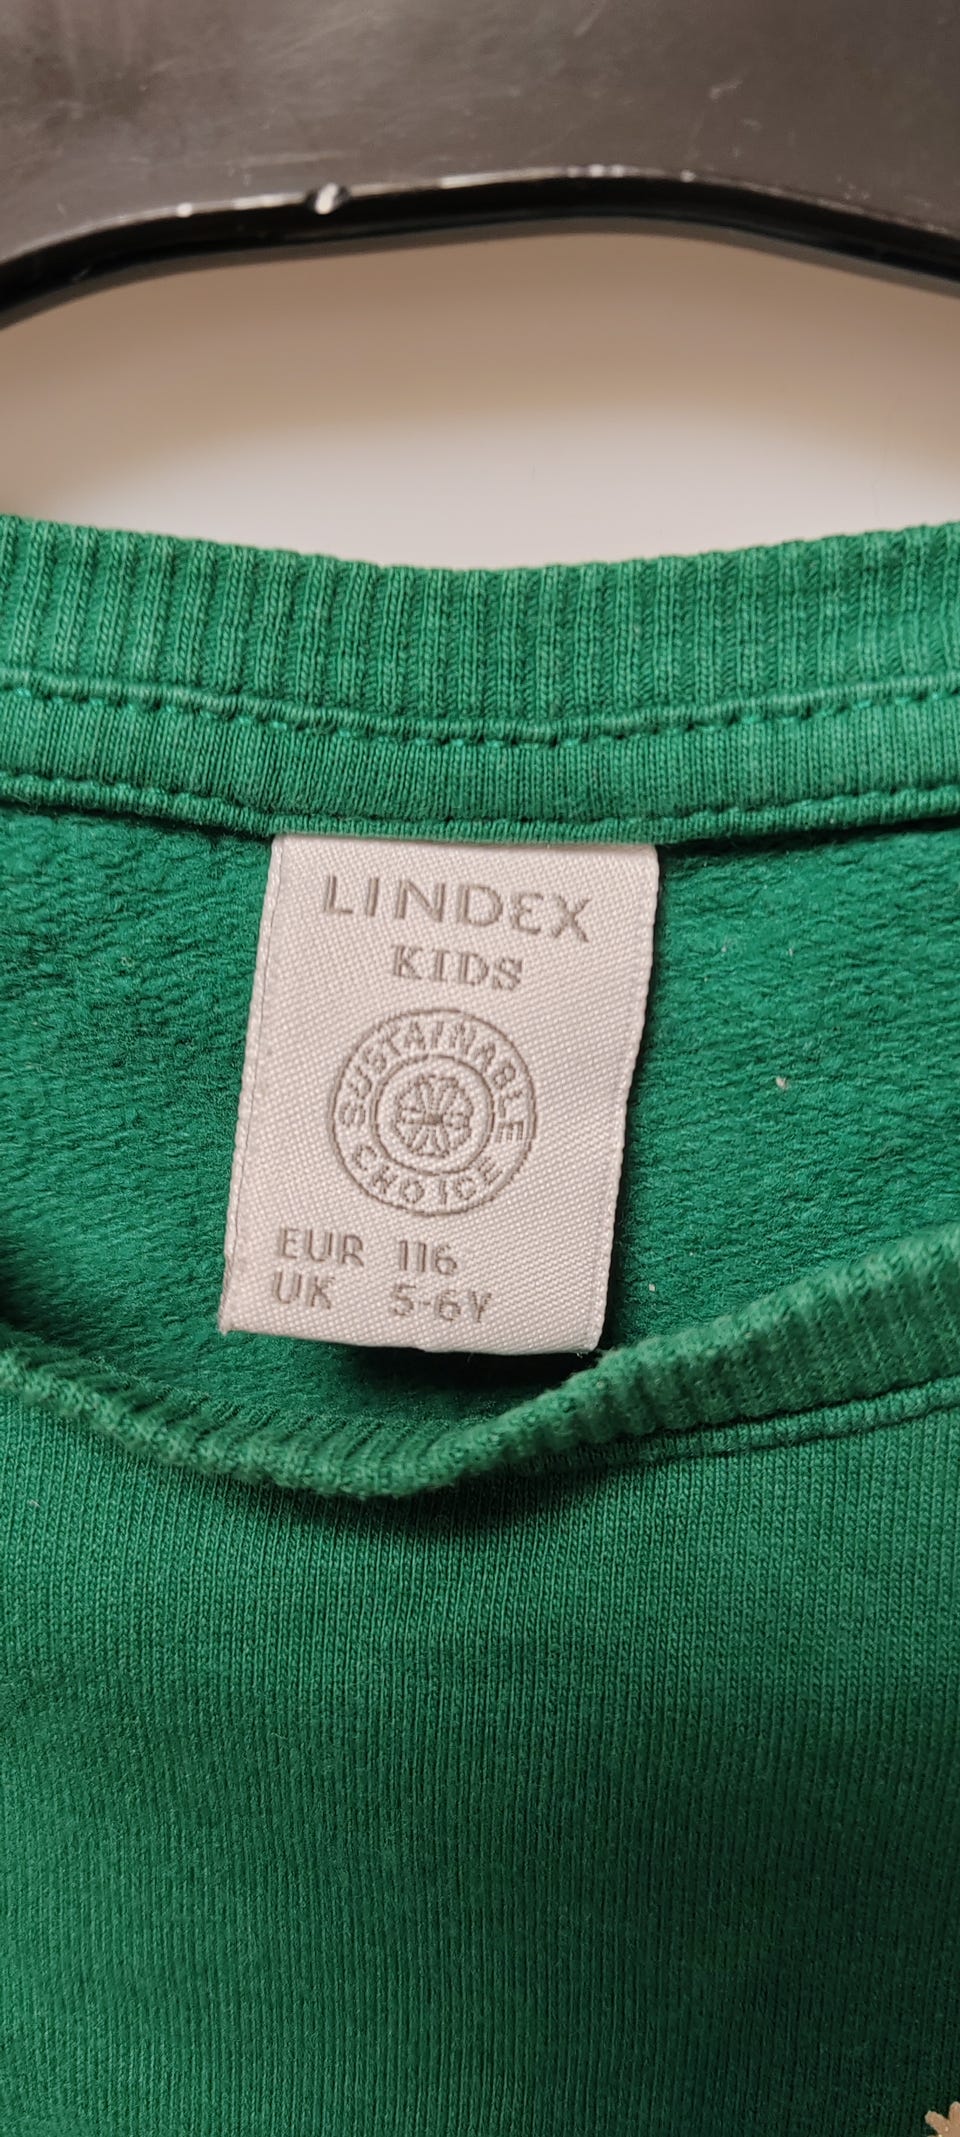 LINDEX
KIDS
SUSTAINABLE
CHOICE
EUR 116
UK 5-6Y